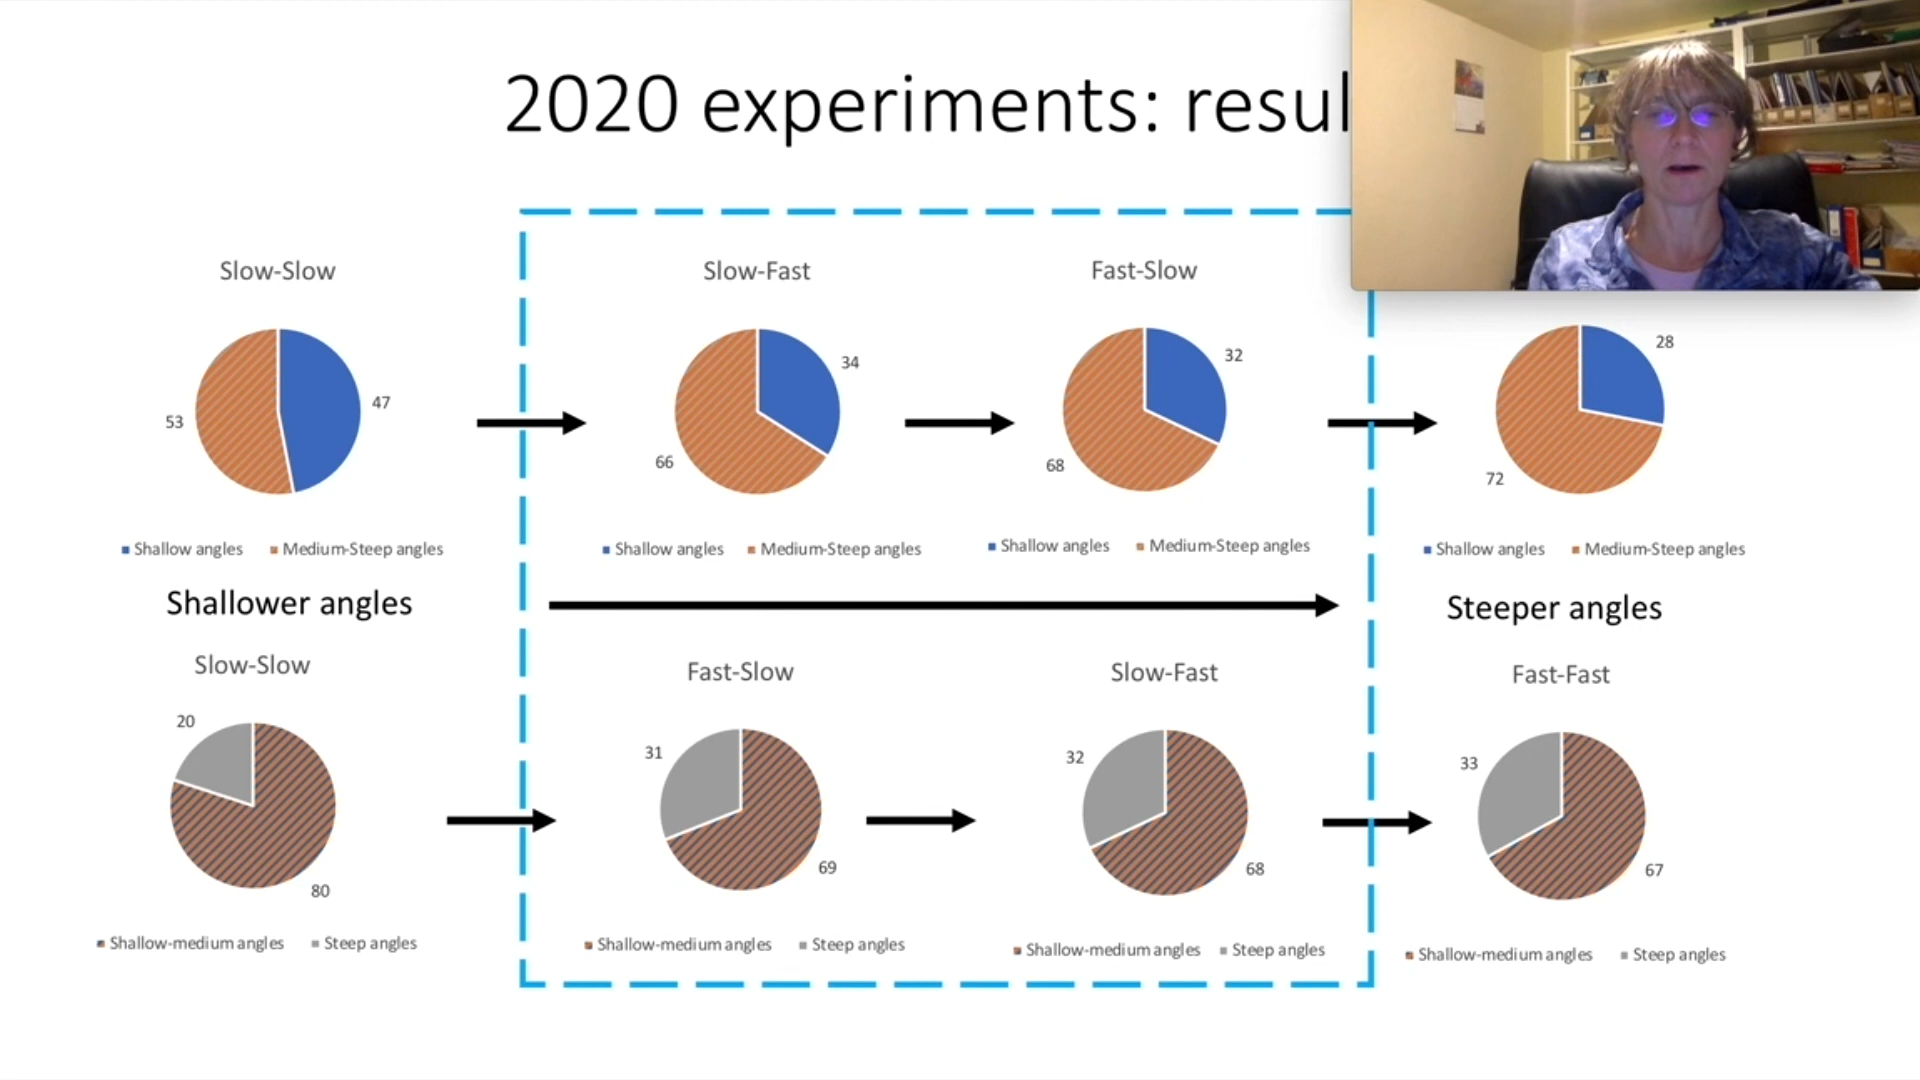 2020 experiments: resul
Slow-Slow
Slow-Fast
Fast-Slow
47
53
34
66
32
68
28
72
Shallow angles Medium-Steep angles
Shallow angles Medium-Steep angles
Shallow angles Medium-Steep angles
Shallow angles Medium-Steep angles
Shallower angles
Steeper angles
Slow-Slow
Fast-Slow
Slow-Fast
Fast-Fast
20
80
31
69
32
68
33
67
Shallow-medium angles Steep angles
Shallow-medium angles Steep angles
Shallow-medium angles Steep angles
Shallow-medium angles Steep angles